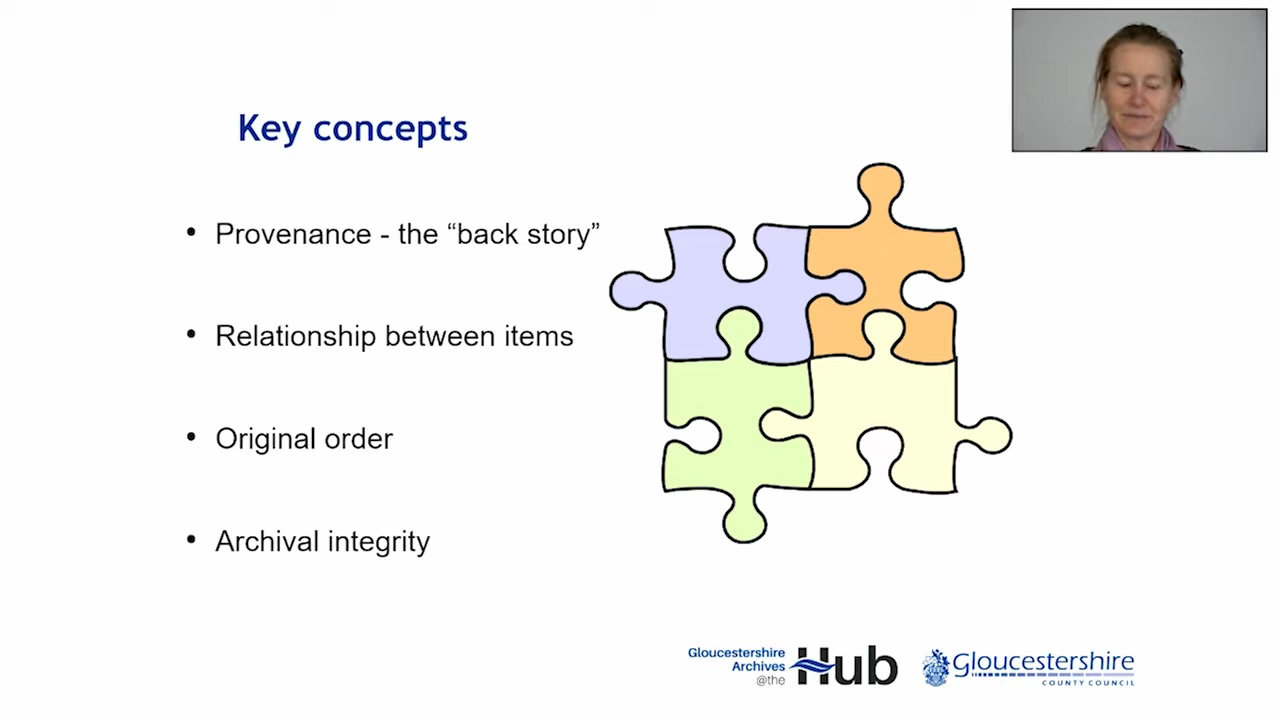 Key concepts
• Provenance - the “back story”
• Relationship between items
• Original order
• Archival integrity
Gloucestershire
Archives
@the
Hub
Gloucestershire
COUNTY COUNCIL